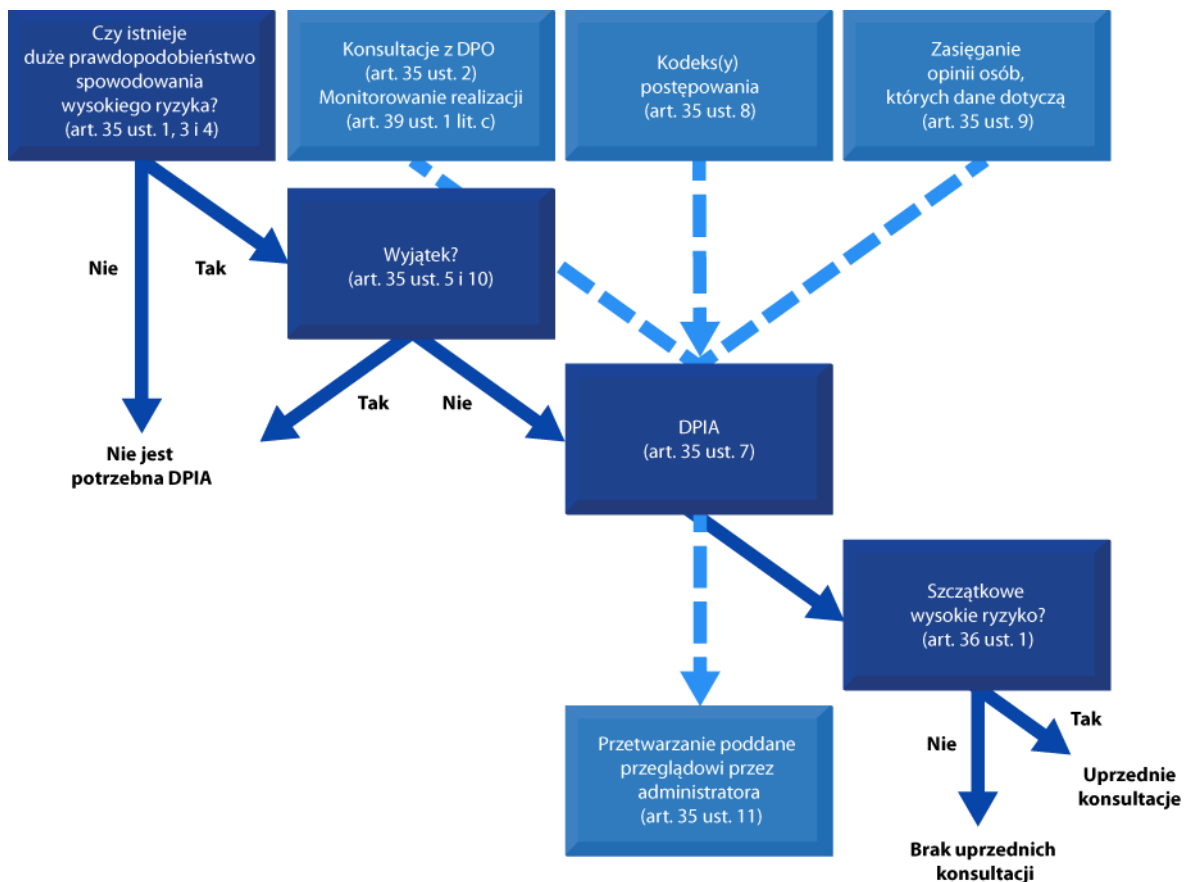 Czy istnieje
duże prawdopodobieństwo
spowodowania
wysokiego ryzyka?
(art. 35 ust. 1, 3 i 4)
Konsultacje z DPO
(art. 35 ust. 2)
Monitorowanie realizacji
(art. 39 ust. 1 lit. c)
Kodeks(y)
postępowania
(art. 35 ust. 8)
Zasięganie
opinii osób,
których dane dotyczą
(art. 35 ust. 9)
Nie
Tak
Wyjątek?
(art. 35 ust. 5 i 10)
Tak
Nie
Nie jest
potrzebna DPIA
DPIA
(art. 35 ust. 7)
Szczątkowe
wysokie ryzyko?
(art. 36 ust. 1)
Przetwarzanie poddane
przeglądowi przez
administratora
(art. 35 ust. 11)
Nie
Tak
Uprzednie
konsultacje
Brak uprzednich
konsultacji